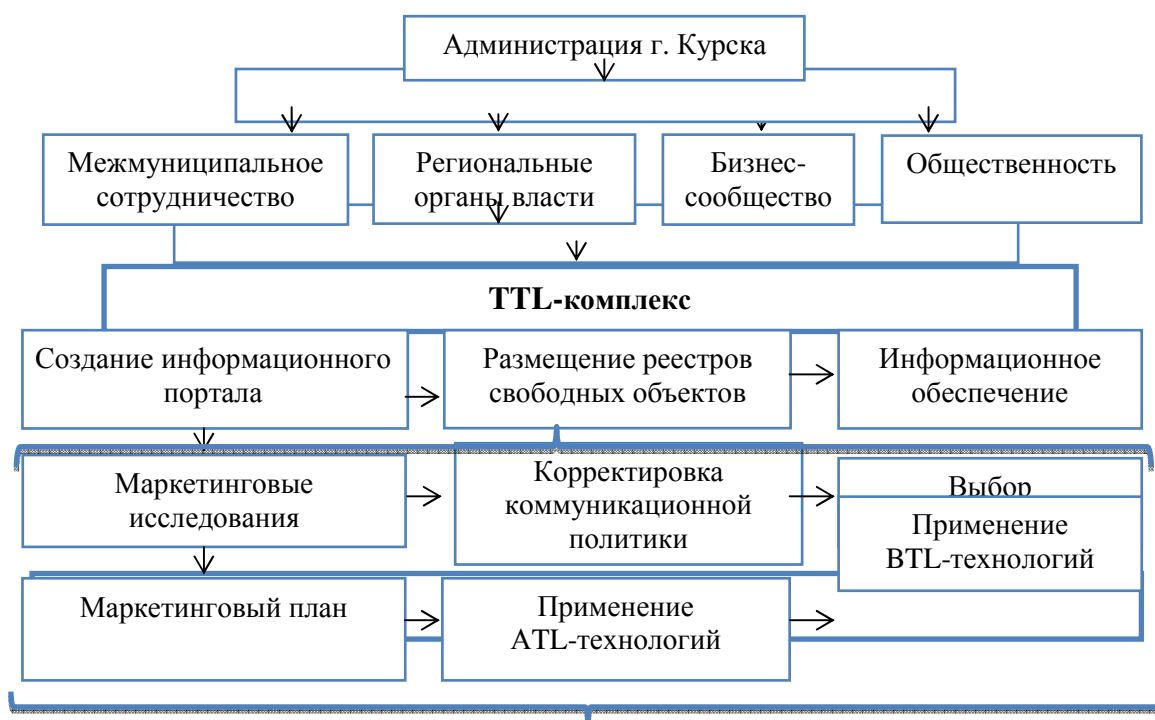 Администрация г. Курска
Межмуниципальное
сотрудничество
Региональные
органы власти
Бизнес-
сообщество
Общественность
TTL-комплекс
Создание информационного
портала
Размещение реестров
свободных объектов
Информационное
обеспечение
Маркетинговые
исследования
Корректировка
коммуникационной
политики
Выбор
Применение
BTL-технологий
Маркетинговый план
Применение
ATL-технологий